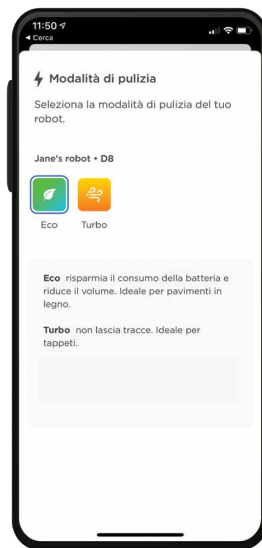 11:50
◀ Cerca
Modalità di pulizia
Seleziona la modalità di pulizia del tuo
robot.
Jane's robot • D8
Eco Turbo
Eco risparmia il consumo della batteria e
riduce il volume. Ideale per pavimenti in
legno.
Turbo non lascia tracce. Ideale per
tappeti.